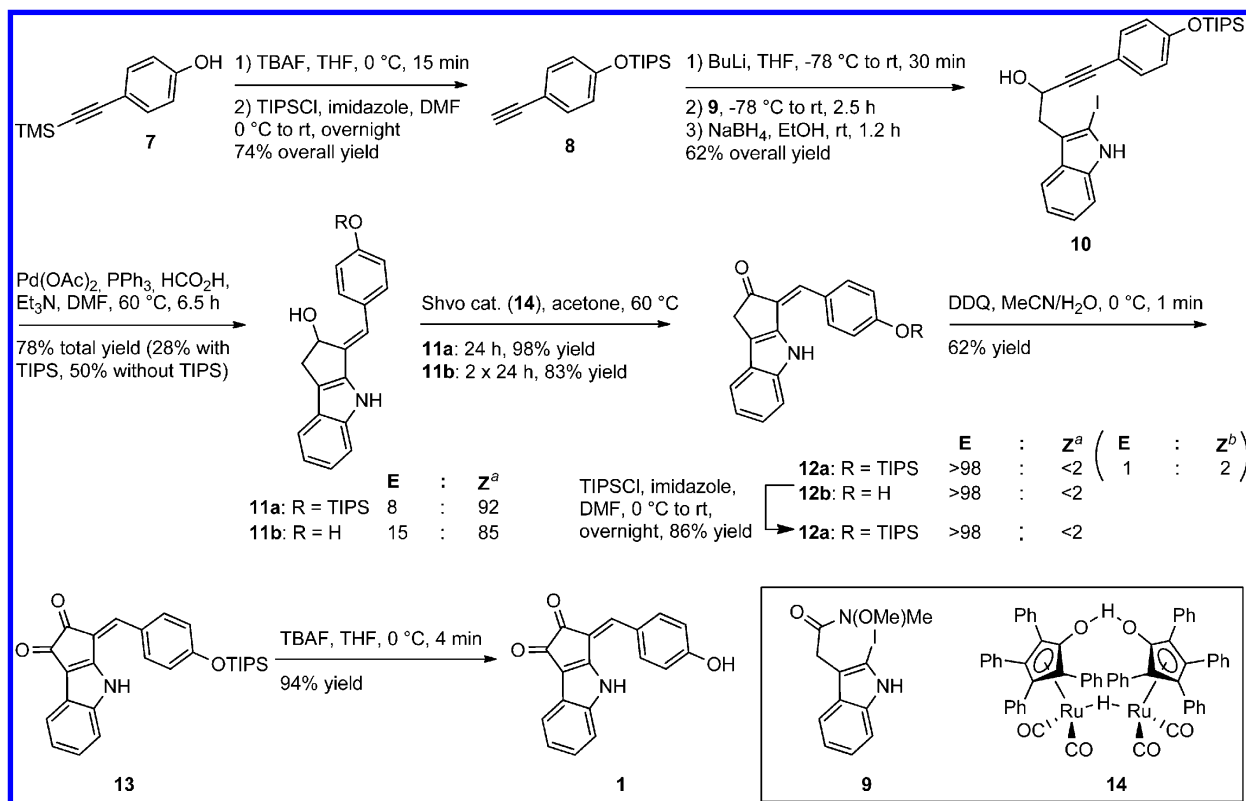 OH
TMS
7
1) TBAF, THF, 0 °C, 15 min
2) TIPSCl, imidazole, DMF
0 °C to rt, overnight
74% overall yield
OTIPS
8
1) BuLi, THF, -78 °C to rt, 30 min
2) 9, -78 °C to rt, 2.5 h
3) NaBH4, EtOH, rt, 1.2 h
62% overall yield
OTIPS
HO
I
NH
10
Pd(OAc)2, PPh3, HCO2H,
Et3N, DMF, 60 °C, 6.5 h
78% total yield (28% with
TIPS, 50% without TIPS)
RO
HO
NH
E : Za
11a: R = TIPS 8 : 92
11b: R = H 15 : 85
Shvo cat. (14), acetone, 60 °C
11a: 24 h, 98% yield
11b: 2 x 24 h, 83% yield
O
OR
NH
E : Za ( E : Zb )
12a: R = TIPS >98 : <2 1 : 2
12b: R = H >98 : <2
12a: R = TIPS >98 : <2
TIPSCl, imidazole,
DMF, 0 °C to rt,
overnight, 86% yield
DDQ, MeCN/H2O, 0 °C, 1 min
62% yield
O
O
OTIPS
NH
13
TBAF, THF, 0 °C, 4 min
94% yield
O
O
OH
NH
1
O
N(OMe)Me
NH
9
Ph
H
Ph
Ph
O
O
Ph
Ph
Ph
Ph
Ph
Ru
H
Ru
CO
CO
CO
CO
14